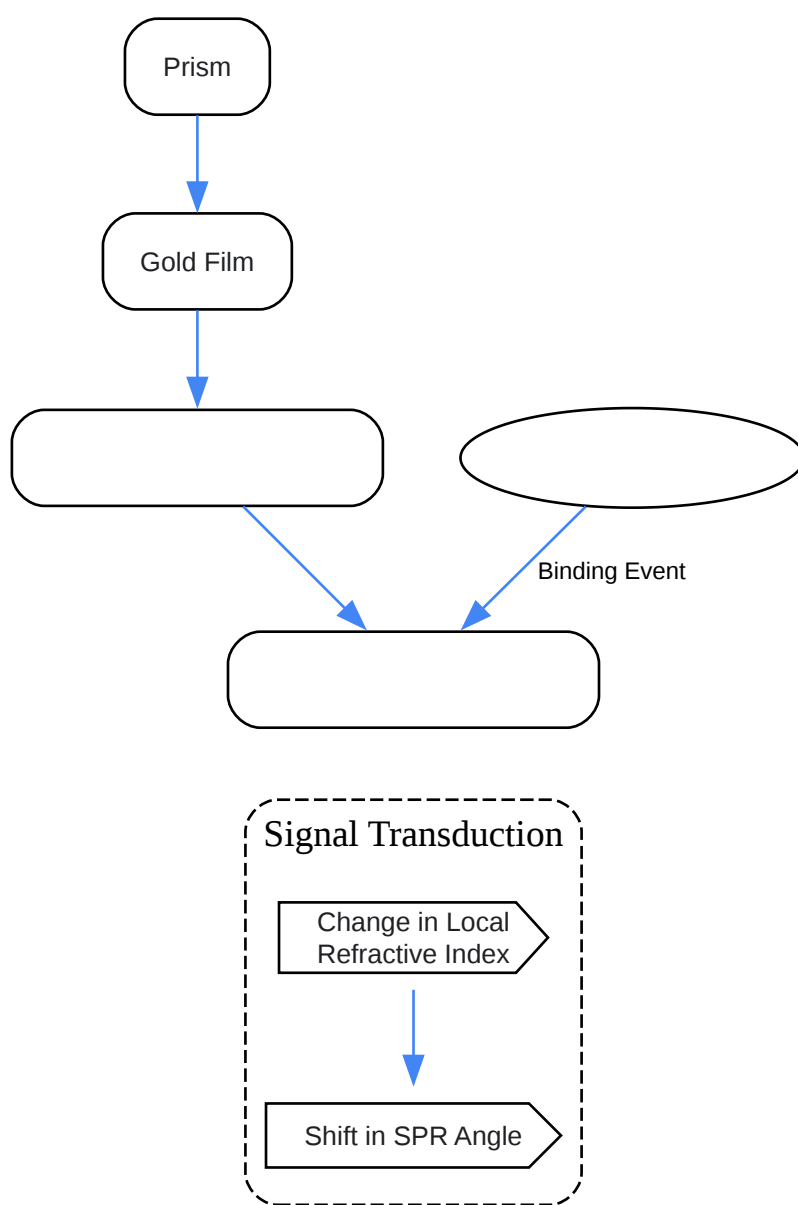 Prism
Gold Film
Binding Event
Signal Transduction
Change in Local
Refractive Index
Shift in SPR Angle